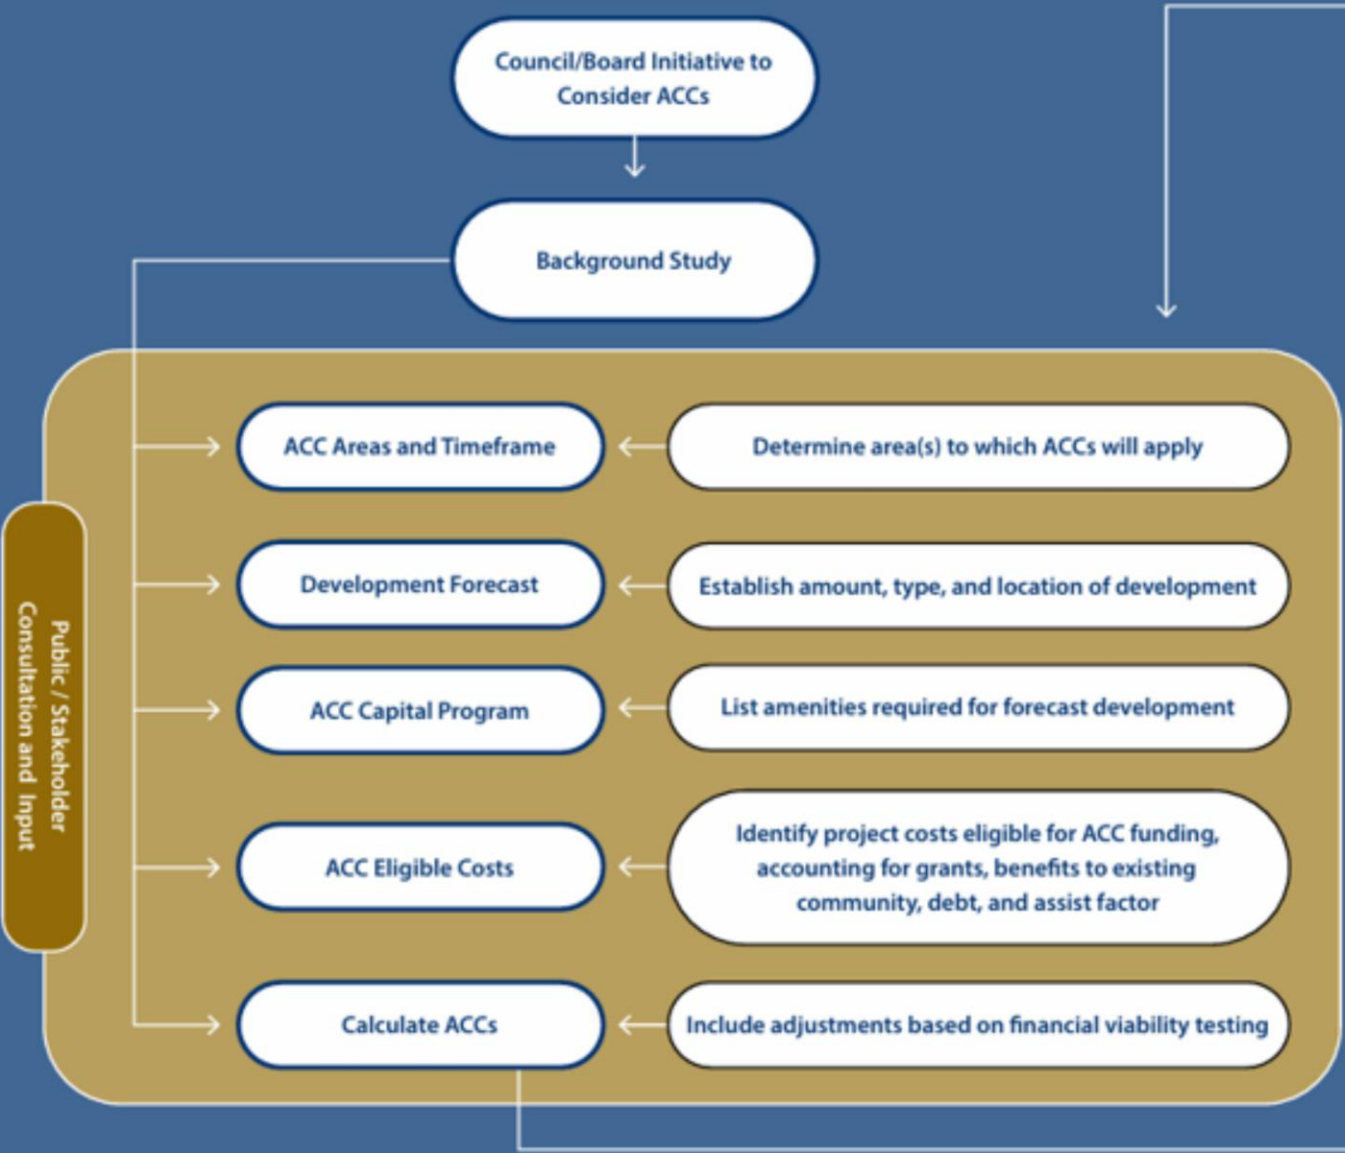 Council/Board Initiative to
Consider ACCs
Background Study
ACC Areas and Timeframe
Determine area(s) to which ACCs will apply
Development Forecast
Establish amount, type, and location of development
ACC Capital Program
List amenities required for forecast development
ACC Eligible Costs
Identify project costs eligible for ACC funding,
accounting for grants, benefits to existing
community, debt, and assist factor
Calculate ACCs
Include adjustments based on financial viability testing
Public / Stakeholder
Consultation and Input